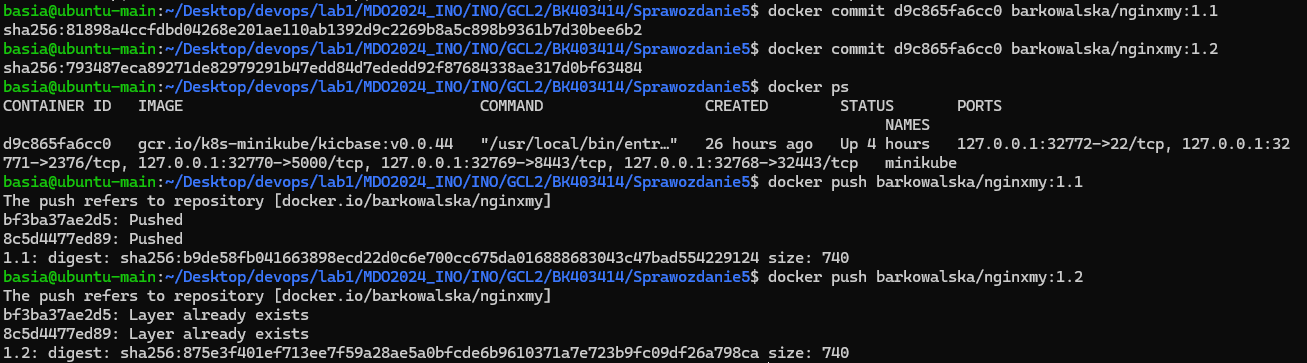 basia@ubuntu-main:~/Desktop/devops/lab1/MDO2024_INO/INO/GCL2/BK403414/Sprawozdanie5$ docker commit d9c865fa6cc0 barkowalska/nginxmy:1.1
sha256:81898a4ccfdbd04268e201ae110ab1392d9c2269b8a5c898b9361b7d30bee6b2
basia@ubuntu-main:~/Desktop/devops/lab1/MDO2024_INO/INO/GCL2/BK403414/Sprawozdanie5$ docker commit d9c865fa6cc0 barkowalska/nginxmy:1.2
sha256:793487eca89271de82979291b47edd84d7ededd92f87684338ae317d0bf63484
basia@ubuntu-main:~/Desktop/devops/lab1/MDO2024_INO/INO/GCL2/BK403414/Sprawozdanie5$ docker ps
CONTAINER ID   IMAGE                                 COMMAND                  CREATED        STATUS       PORTS
NAMES
d9c865fa6cc0   gcr.io/k8s-minikube/kicbase:v0.0.44   "/usr/local/bin/entr…"   26 hours ago   Up 4 hours   127.0.0.1:32772->22/tcp, 127.0.0.1:32
771->2376/tcp, 127.0.0.1:32770->5000/tcp, 127.0.0.1:32769->8443/tcp, 127.0.0.1:32768->32443/tcp   minikube
basia@ubuntu-main:~/Desktop/devops/lab1/MDO2024_INO/INO/GCL2/BK403414/Sprawozdanie5$ docker push barkowalska/nginxmy:1.1
The push refers to repository [docker.io/barkowalska/nginxmy]
bf3ba37ae2d5: Pushed
8c5d4477ed89: Pushed
1.1: digest: sha256:b9de58fb041663898ecd22d0c6e700cc675da016888683043c47bad554229124 size: 740
basia@ubuntu-main:~/Desktop/devops/lab1/MDO2024_INO/INO/GCL2/BK403414/Sprawozdanie5$ docker push barkowalska/nginxmy:1.2
The push refers to repository [docker.io/barkowalska/nginxmy]
bf3ba37ae2d5: Layer already exists
8c5d4477ed89: Layer already exists
1.2: digest: sha256:875e3f401ef713ee7f59a28ae5a0bfcde6b9610371a7e723b9fc09df26a798ca size: 740